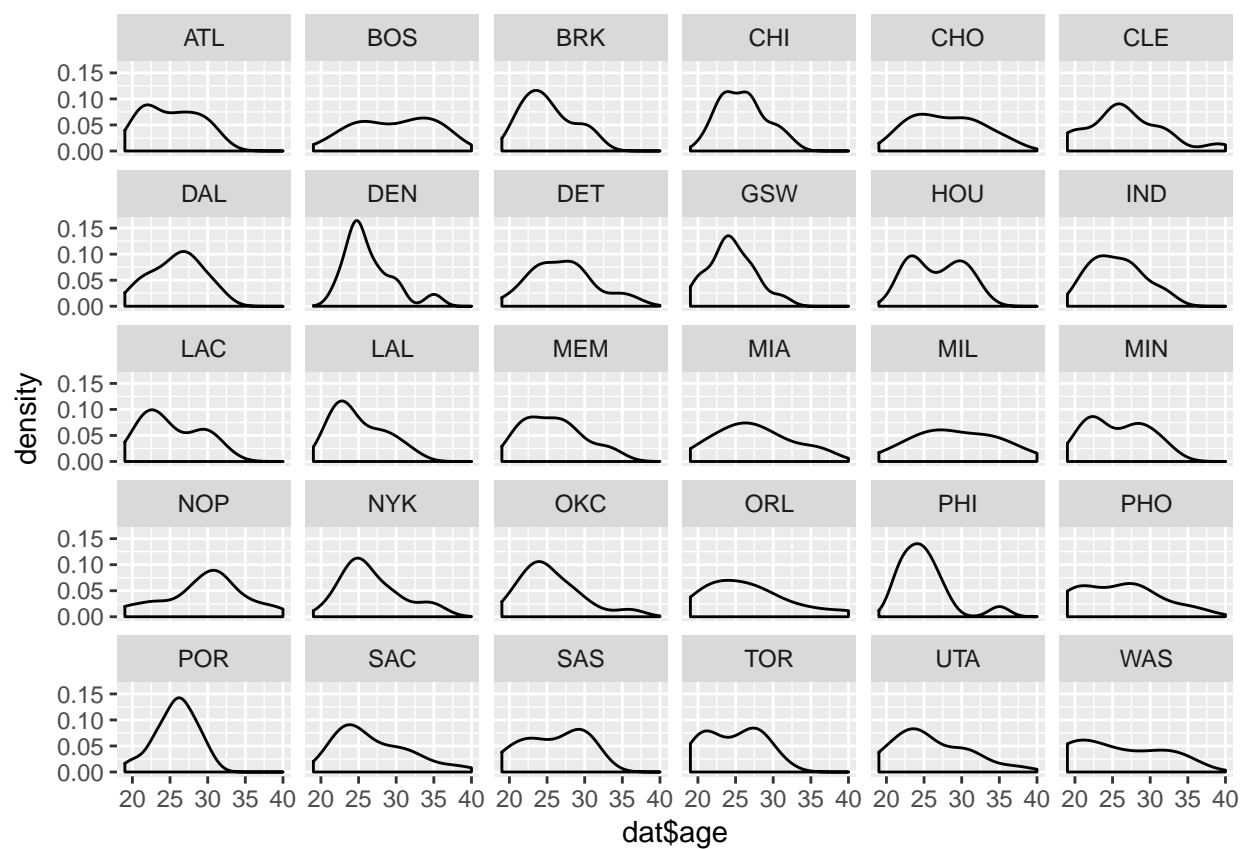 ATL BOS BRK CHI CHO CLE
0.15
0.10
0.05
0.00
DAL DEN DET GSW HOU IND
0.15
0.10
0.05
0.00
LAC LAL MEM MIA MIL MIN
0.15
0.10
0.05
0.00
NOP NYK OKC ORL PHI PHO
0.15
0.10
0.05
0.00
POR SAC SAS TOR UTA WAS
0.15
0.10
0.05
0.00
20 25 30 35 40 20 25 30 35 40 20 25 30 35 40 20 25 30 35 40 20 25 30 35 40 20 25 30 35 40
dat$age
density